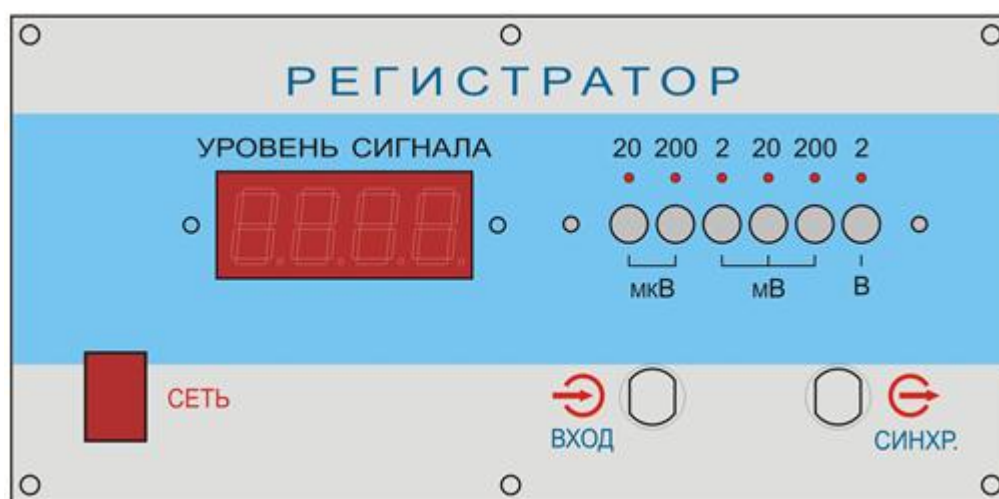 РЕГИСТРАТОР
УРОВЕНЬ СИГНАЛА
20 200 2 20 200 2
мкВ мВ В
СЕТЬ
ВХОД
СИНХР.